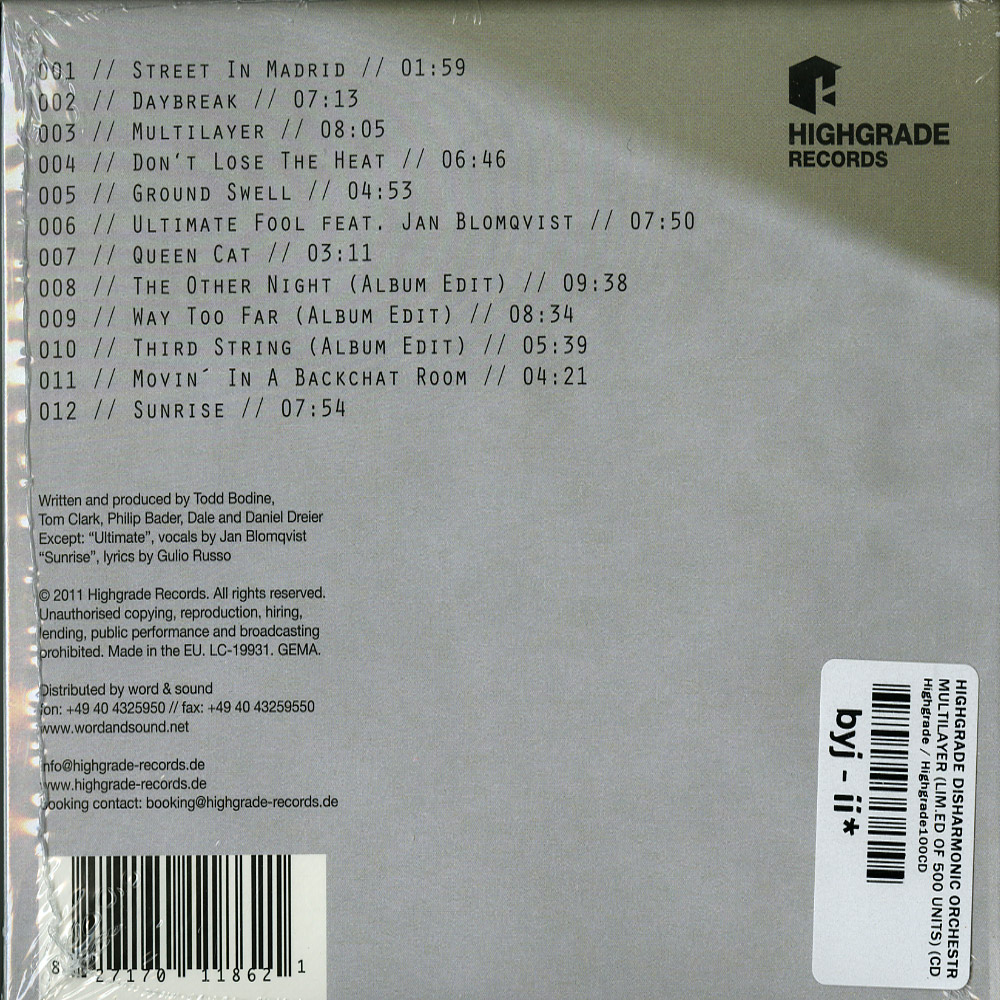 001 // STREET IN MADRID // 01:59
002 // DAYBREAK // 07:13
003 // MULTILAYER // 08:05
004 // DON'T LOSE THE HEAT // 06:46
005 // GROUND SWELL // 04:53
006 // ULTIMATE FOOL FEAT. JAN BLOMQVIST // 07:50
007 // QUEEN CAT // 03:11
008 // THE OTHER NIGHT (ALBUM EDIT) // 09:38
009 // WAY TOO FAR (ALBUM EDIT) // 08:34
010 // THIRD STRING (ALBUM EDIT) // 05:39
011 // MOVIN´ IN A BACKCHAT ROOM // 04:21
012 // SUNRISE // 07:54
HIGHGRADE
RECORDS
Written and produced by Todd Bodine,
Tom Clark, Philip Bader, Dale and Daniel Dreier
Except: “Ultimate”, vocals by Jan Blomqvist
“Sunrise”, lyrics by Gulio Russo
© 2011 Highgrade Records. All rights reserved.
Unauthorised copying, reproduction, hiring,
lending, public performance and broadcasting
prohibited. Made in the EU. LC-19931. GEMA.
Distributed by word & sound
fon: +49 40 4325950 // fax: +49 40 43259550
www.wordandsound.net
info@highgrade-records.de
www.highgrade-records.de
booking contact: booking@highgrade-records.de
8 27170 11862 1
HIGHGRADE DISHARMONIC ORCHESTR
MULTILAYER (LIM.ED OF 500 UNITS) (CD
Highgrade / Highgrade100CD
byj - ii*